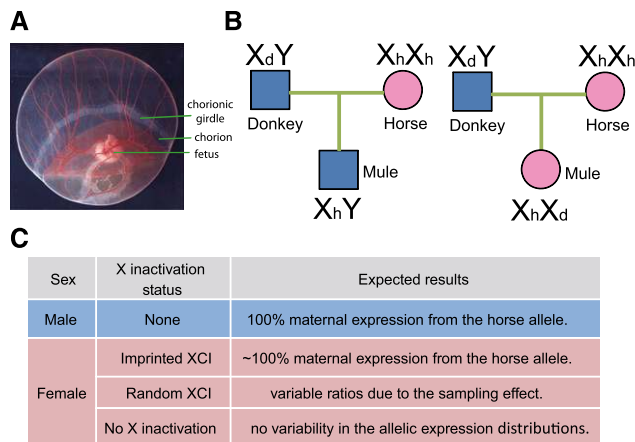 A
chorionic
girdle
chorion
fetus
B
XdY XhXh XdY XhXh
Donkey Horse Donkey Horse
Mule Mule
XhY XhXd
C
Sex X inactivation status Expected results
Male None 100% maternal expression from the horse allele.
Female Imprinted XCI ~100% maternal expression from the horse allele.
Random XCI variable ratios due to the sampling effect.
No X inactivation no variability in the allelic expression distributions.